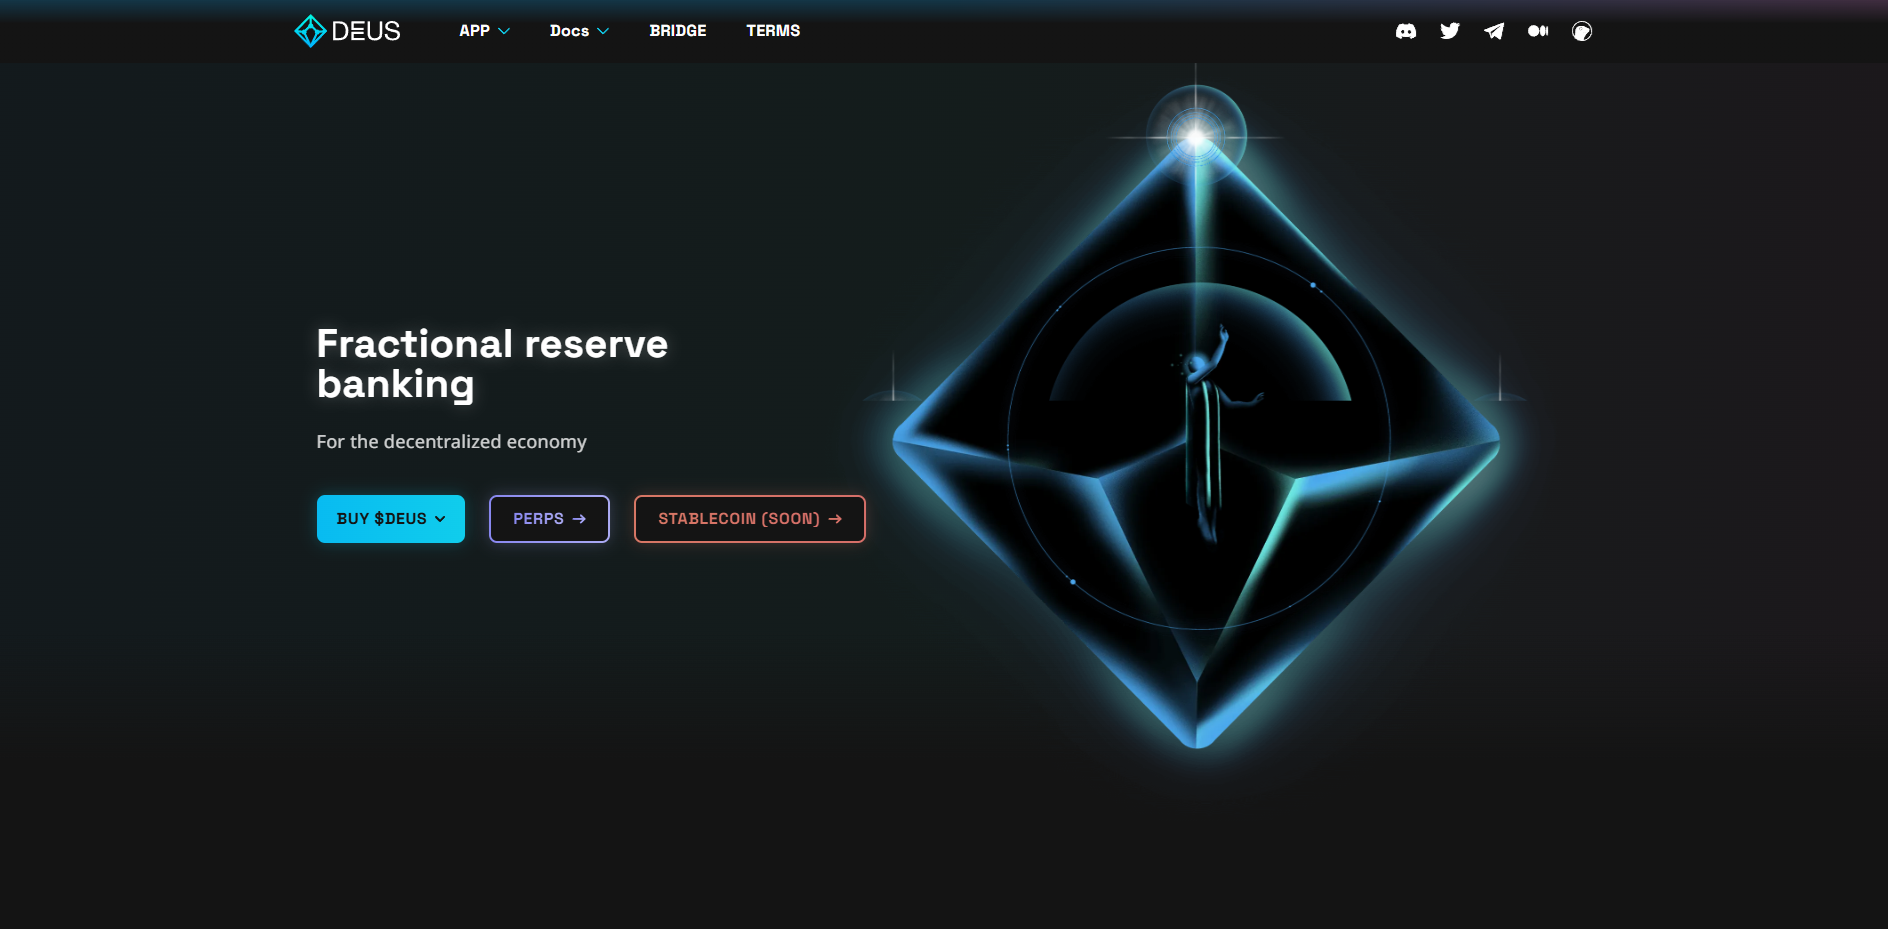 DEUS
APP
Docs
BRIDGE
TERMS
Fractional reserve
banking
For the decentralized economy
BUY $DEUS
PERPS →
STABLECOIN (SOON) →